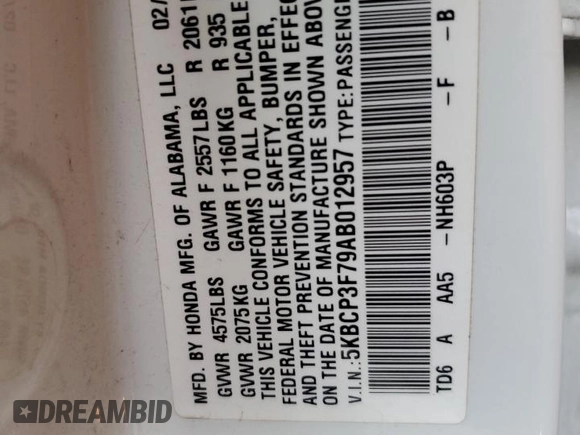 MFD. BY HONDA MFG. OF ALABAMA, LLC 02/
GVWR 4575LBS GAWR F 2557LBS R 2061
GVWR 2075KG GAWR F 1160KG R 935
THIS VEHICLE CONFORMS TO ALL APPLICABLE
FEDERAL MOTOR VEHICLE SAFETY, BUMPER,
AND THEFT PREVENTION STANDARDS IN EFFEC
ON THE DATE OF MANUFACTURE SHOWN ABOV
V.I.N.: 5KBCP3F79AB012957 TYPE: PASSENGE
TD6 A AA5 -NH603P -F -B
DREAMBID